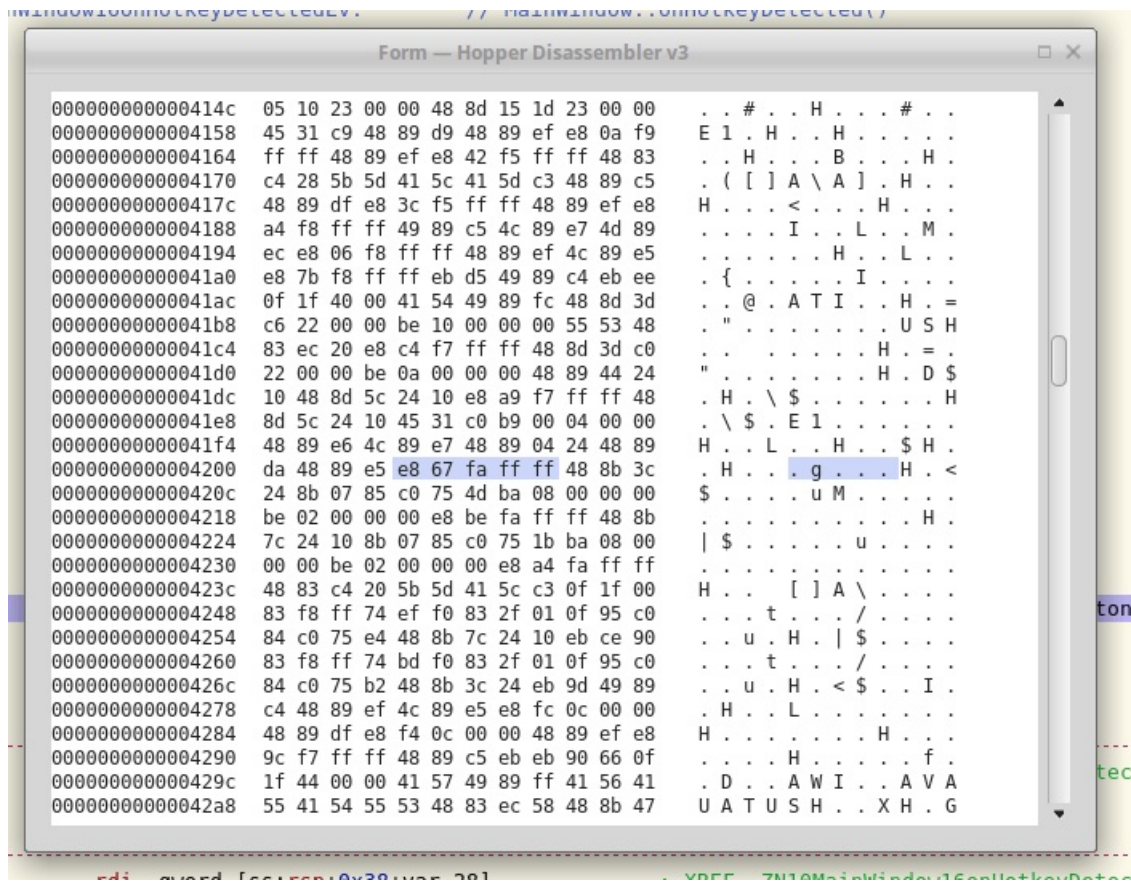 // MainWindow::onHotkeyDetected()
Form — Hopper Disassembler v3
000000000000414c 05 10 23 00 00 48 8d 15 1d 23 00 00 . . # . . H . . . # . .
0000000000004158 45 31 c9 48 89 d9 48 89 ef e8 0a f9 E 1 . H . . H . . . . .
0000000000004164 ff ff 48 89 ef e8 42 f5 ff ff 48 83 . . H . . . B . . . H .
0000000000004170 c4 28 5b 5d 41 5c 41 5d c3 48 89 c5 . ( [ ] A \ A ] . H . .
000000000000417c 48 89 df e8 3c f5 ff ff 48 89 ef e8 H . . . < . . . H . . .
0000000000004188 a4 f8 ff ff 49 89 c5 4c 89 e7 4d 89 . . . . I . . L . . M .
0000000000004194 ec e8 06 f8 ff ff 48 89 ef 4c 89 e5 . . . . . . H . . L . .
00000000000041a0 e8 7b f8 ff ff eb d5 49 89 c4 eb ee . { . . . . . I . . . .
00000000000041ac 0f 1f 40 00 41 54 49 89 fc 48 8d 3d . . @ . A T I . . H . =
00000000000041b8 c6 22 00 00 be 10 00 00 00 55 53 48 . " . . . . . . . U S H
00000000000041c4 83 ec 20 e8 c4 f7 ff ff 48 8d 3d c0 . .   . . . . . H . = .
00000000000041d0 22 00 00 be 0a 00 00 00 48 89 44 24 " . . . . . . . H . D $
00000000000041dc 10 48 8d 5c 24 10 e8 a9 f7 ff ff 48 . H . \ $ . . . . . . H
00000000000041e8 8d 5c 24 10 45 31 c0 b9 00 04 00 00 . \ $ . E 1 . . . . . .
00000000000041f4 48 89 e6 4c 89 e7 48 89 04 24 48 89 H . . L . . H . . $ H .
0000000000004200 da 48 89 e5 e8 67 fa ff ff 48 8b 3c . H . . . g . . . H . <
000000000000420c 24 8b 07 85 c0 75 4d ba 08 00 00 00 $ . . . . u M . . . . .
0000000000004218 be 02 00 00 00 e8 be fa ff ff 48 8b . . . . . . . . . . H .
0000000000004224 7c 24 10 8b 07 85 c0 75 1b ba 08 00 | $ . . . . . u . . . .
0000000000004230 00 00 be 02 00 00 00 e8 a4 fa ff ff . . . . . . . . . . . .
000000000000423c 48 83 c4 20 5b 5d 41 5c c3 0f 1f 00 H . .   [ ] A \ . . . .
0000000000004248 83 f8 ff 74 ef f0 83 2f 01 0f 95 c0 . . . t . . . / . . . .
0000000000004254 84 c0 75 e4 48 8b 7c 24 10 eb ce 90 . . u . H . | $ . . . .
0000000000004260 83 f8 ff 74 bd f0 83 2f 01 0f 95 c0 . . . t . . . / . . . .
000000000000426c 84 c0 75 b2 48 8b 3c 24 eb 9d 49 89 . . u . H . < $ . . I .
0000000000004278 c4 48 89 ef 4c 89 e5 e8 fc 0c 00 00 . H . . L . . . . . . .
0000000000004284 48 89 df e8 f4 0c 00 00 48 89 ef e8 H . . . . . . . H . . .
0000000000004290 9c f7 ff ff 48 89 c5 eb eb 90 66 0f . . . . H . . . . . f .
000000000000429c 1f 44 00 00 41 57 49 89 ff 41 56 41 . D . . A W I . . A V A
00000000000042a8 55 41 54 55 53 48 83 ec 58 48 8b 47 U A T U S H . . X H . G